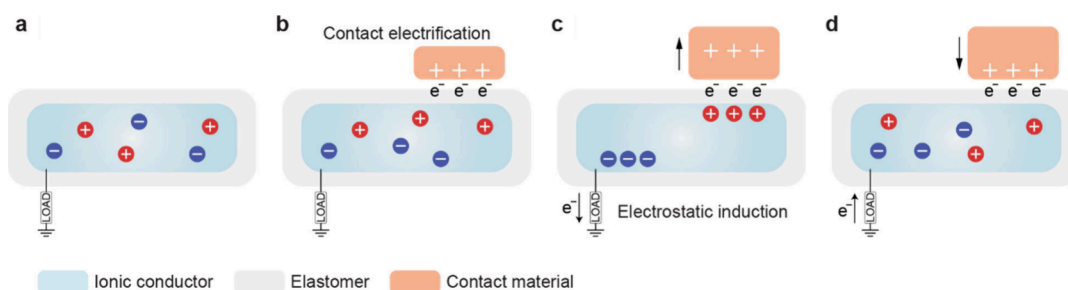 a
b
c
d
Contact electrification
+ + +
e⁻ e⁻ e⁻
+ + +
e⁻ e⁻ e⁻
+ + +
e⁻ e⁻ e⁻
LOAD
LOAD
e⁻
LOAD
Electrostatic induction
e⁻
LOAD
Ionic conductor
Elastomer
Contact material